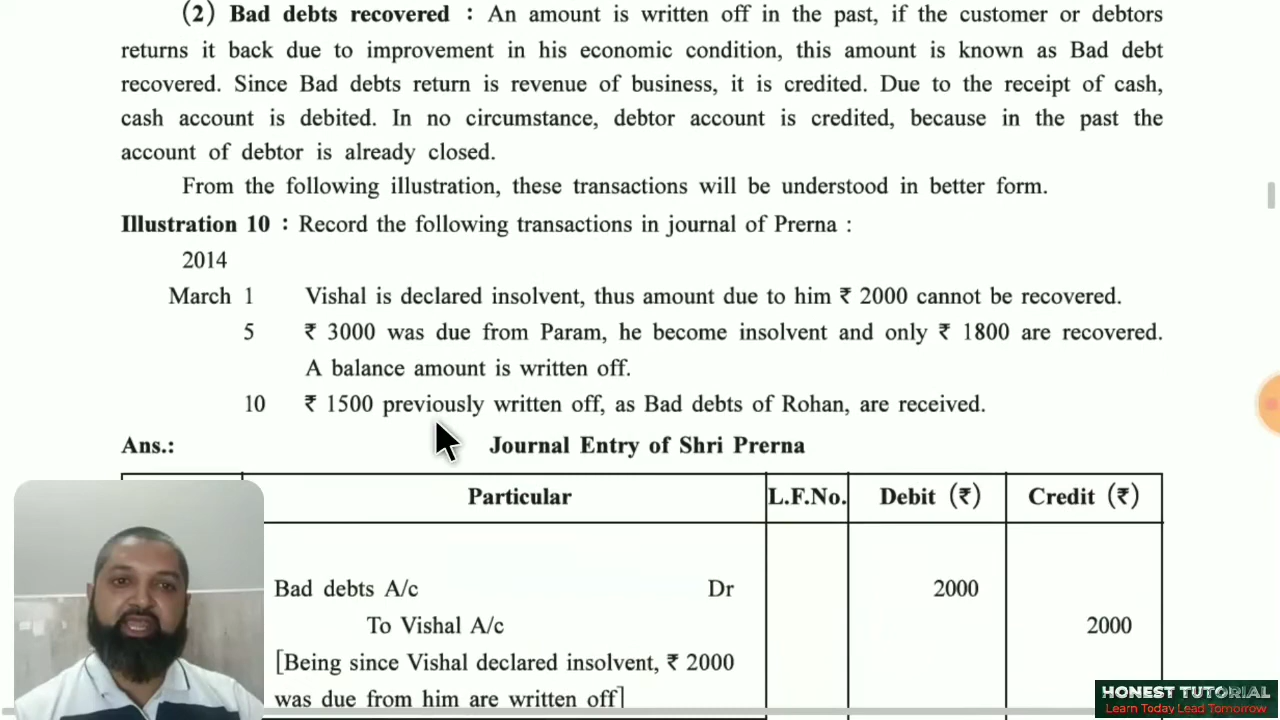 (2) Bad debts recovered : An amount is written off in the past, if the customer or debtors
returns it back due to improvement in his economic condition, this amount is known as Bad debt
recovered. Since Bad debts return is revenue of business, it is credited. Due to the receipt of cash,
cash account is debited. In no circumstance, debtor account is credited, because in the past the
account of debtor is already closed.
From the following illustration, these transactions will be understood in better form.
Illustration 10 : Record the following transactions in journal of Prerna :
2014
March 1 Vishal is declared insolvent, thus amount due to him ₹ 2000 cannot be recovered.
5 ₹ 3000 was due from Param, he become insolvent and only ₹ 1800 are recovered.
A balance amount is written off.
10 ₹ 1500 previously written off, as Bad debts of Rohan, are received.
Ans.: Journal Entry of Shri Prerna
Particular L.F.No. Debit (₹) Credit (₹)
Bad debts A/c Dr 2000
To Vishal A/c 2000
[Being since Vishal declared insolvent, ₹ 2000
was due from him are written off]
HONEST TUTORIAL
Learn Today Lead Tomorrow